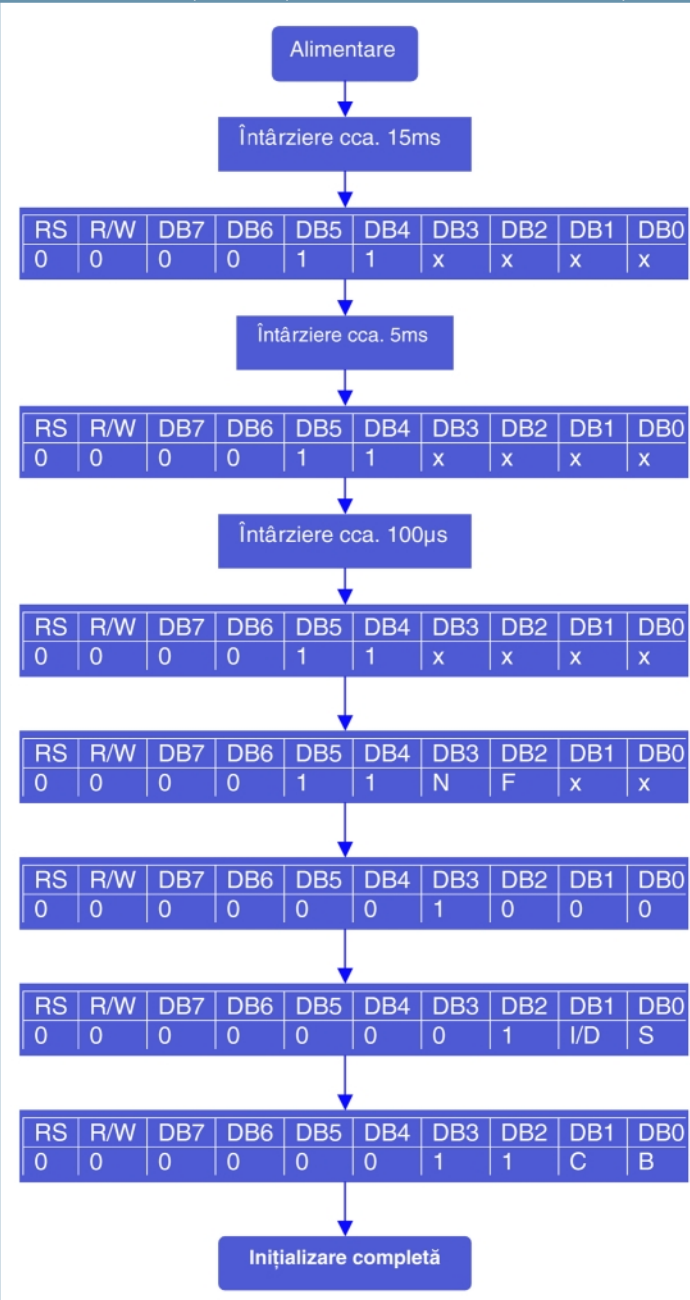 Alimentare
Întârziere cca. 15ms
RS R/W DB7 DB6 DB5 DB4 DB3 DB2 DB1 DB0
0 0 0 0 1 1 x x x x
Întârziere cca. 5ms
RS R/W DB7 DB6 DB5 DB4 DB3 DB2 DB1 DB0
0 0 0 0 1 1 x x x x
Întârziere cca. 100µs
RS R/W DB7 DB6 DB5 DB4 DB3 DB2 DB1 DB0
0 0 0 0 1 1 x x x x
RS R/W DB7 DB6 DB5 DB4 DB3 DB2 DB1 DB0
0 0 0 0 1 1 N F x x
RS R/W DB7 DB6 DB5 DB4 DB3 DB2 DB1 DB0
0 0 0 0 0 0 1 0 0 0
RS R/W DB7 DB6 DB5 DB4 DB3 DB2 DB1 DB0
0 0 0 0 0 0 0 1 I/D S
RS R/W DB7 DB6 DB5 DB4 DB3 DB2 DB1 DB0
0 0 0 0 0 0 1 1 C B
Inițializare completă